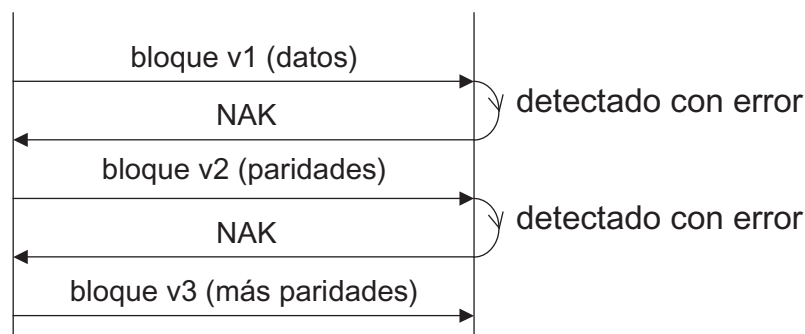 bloque v1 (datos)
detectado con error
NAK
bloque v2 (paridades)
detectado con error
NAK
bloque v3 (más paridades)